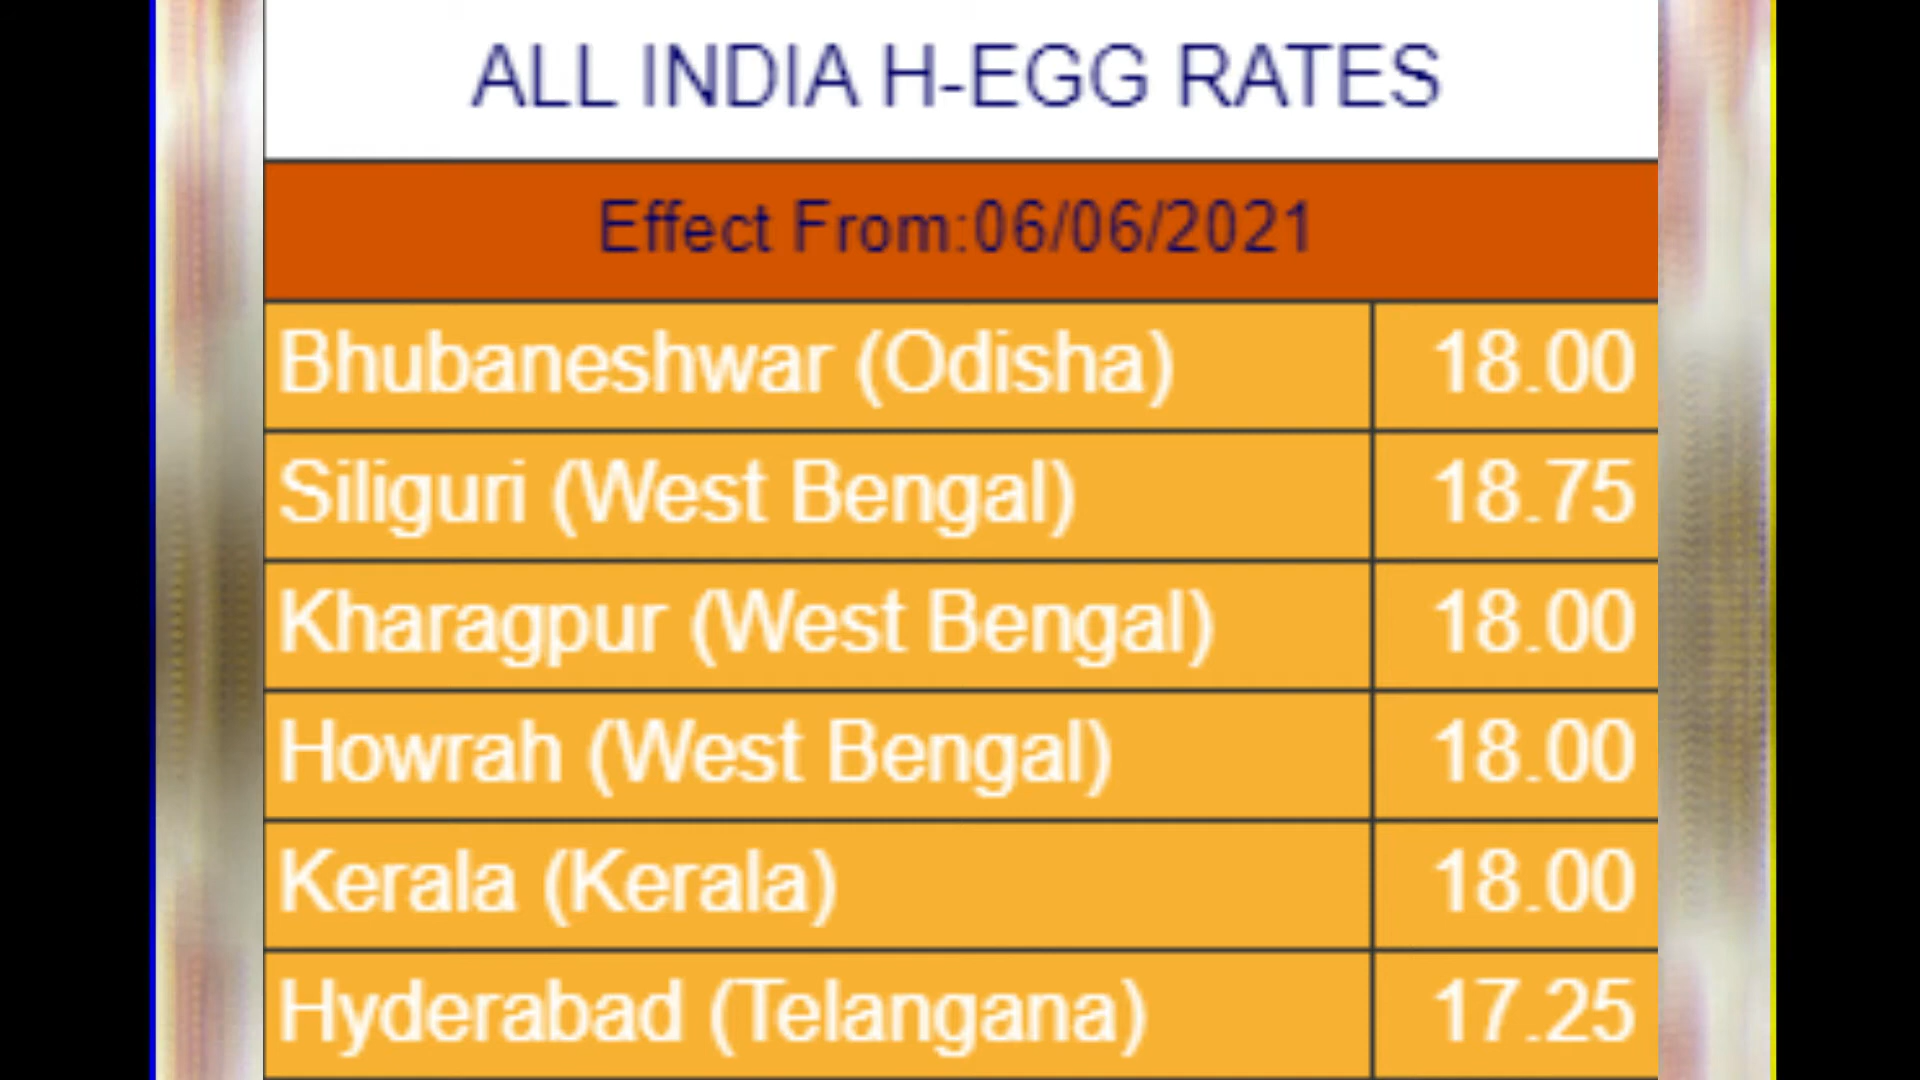 ALL INDIA H-EGG RATES
Effect From:06/06/2021
Bhubaneshwar (Odisha) 18.00
Siliguri (West Bengal) 18.75
Kharagpur (West Bengal) 18.00
Howrah (West Bengal) 18.00
Kerala (Kerala) 18.00
Hyderabad (Telangana) 17.25